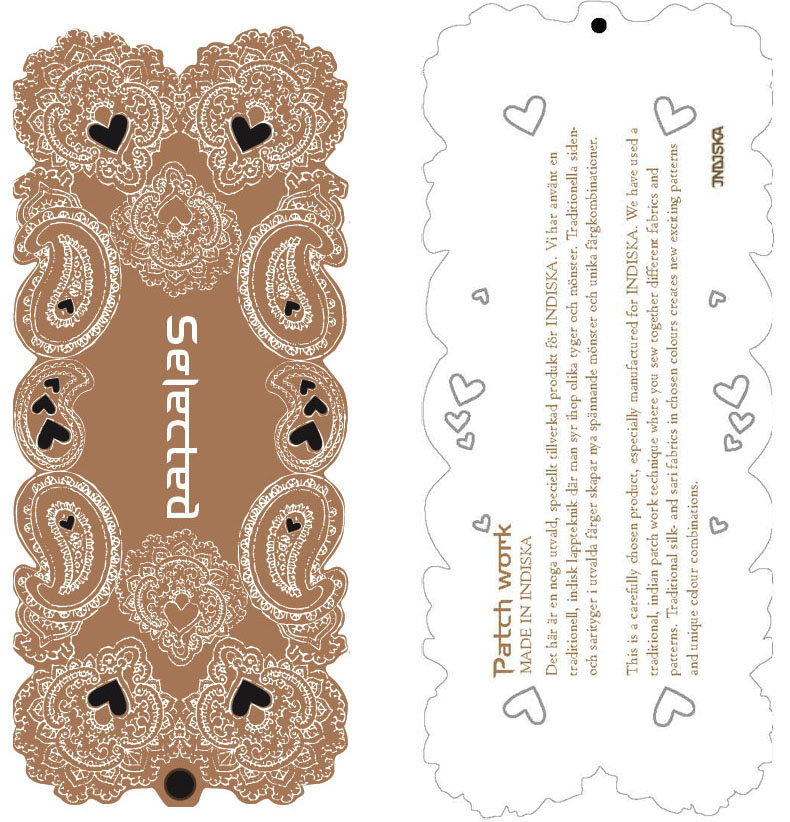 Selected
Patch work
MADE IN INDISKA
Det här är en noga utvald, speciellt tillverkad produkt för INDISKA. Vi har använt en
traditionell, indisk lappteknik där man syr ihop olika tyger och mönster. Traditionella siden-
och sarityger i utvalda färger skapar nya spännande mönster och unika färgkombinationer.
This is a carefully chosen product, especially manufactured for INDISKA. We have used a
traditional, indian patch work technique where you sew together different fabrics and
patterns. Traditional silk- and sari fabrics in chosen colours creates new exciting patterns
and unique colour combinations.
INDISKA